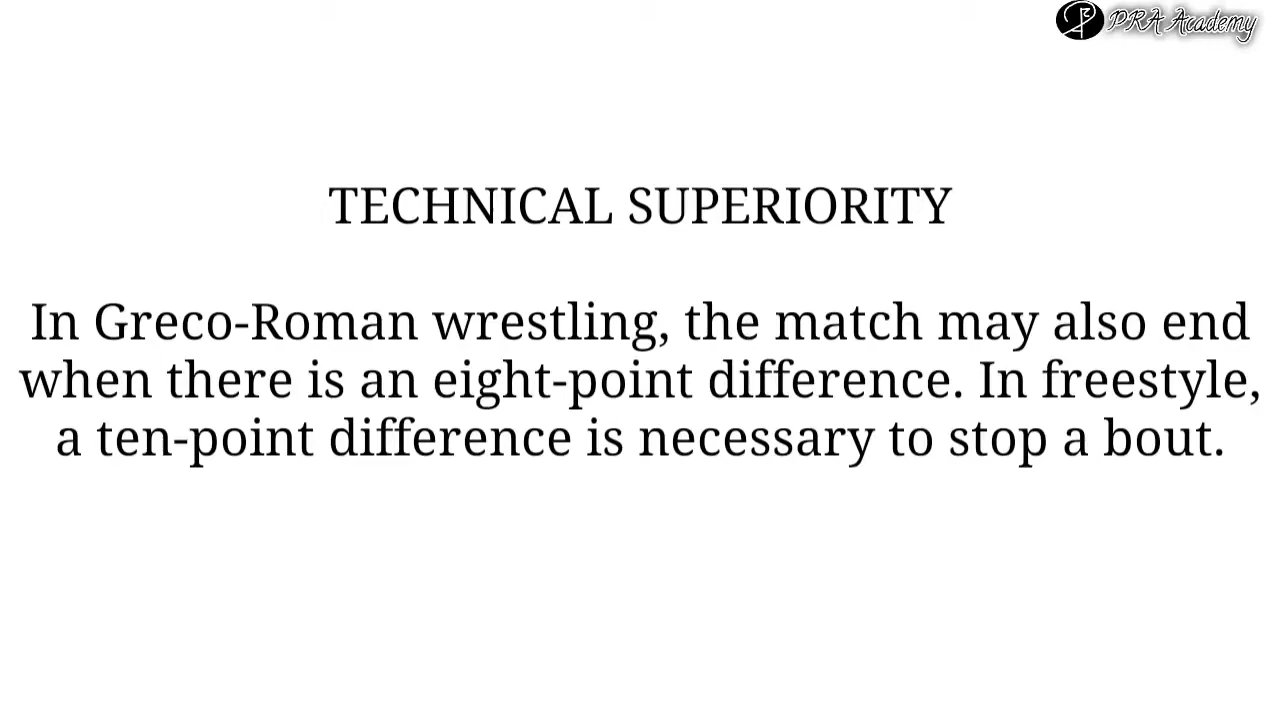 PRA Academy
TECHNICAL SUPERIORITY
In Greco-Roman wrestling, the match may also end
when there is an eight-point difference. In freestyle,
a ten-point difference is necessary to stop a bout.